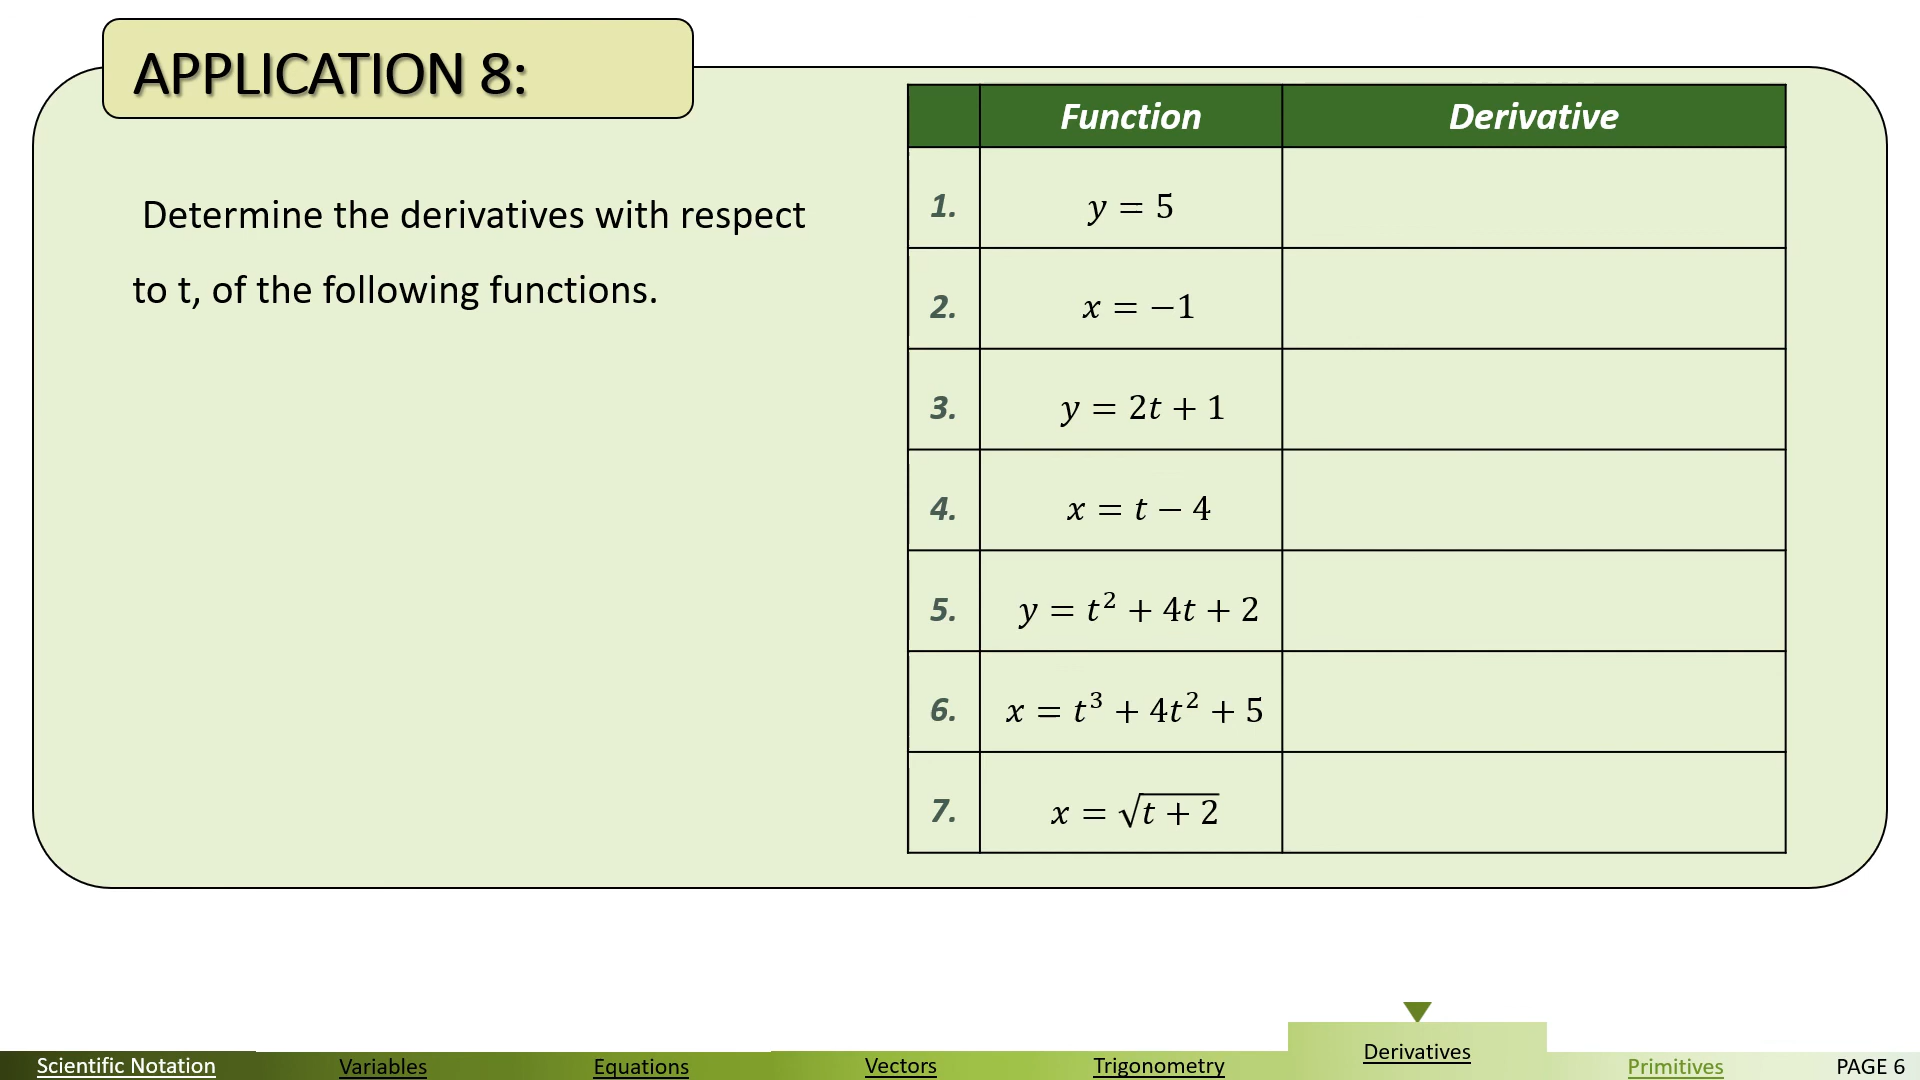 APPLICATION 8:
Determine the derivatives with respect
to t, of the following functions.
Function Derivative
1. y = 5
2. x = −1
3. y = 2t + 1
4. x = t − 4
5. y = t² + 4t + 2
6. x = t³ + 4t² + 5
7. x = √(t + 2)
Scientific Notation Variables Equations Vectors Trigonometry Derivatives Primitives PAGE 6